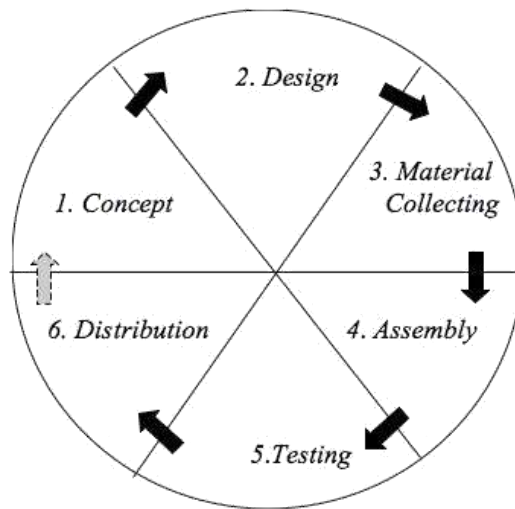 1. Concept
2. Design
3. Material
Collecting
4. Assembly
5.Testing
6. Distribution